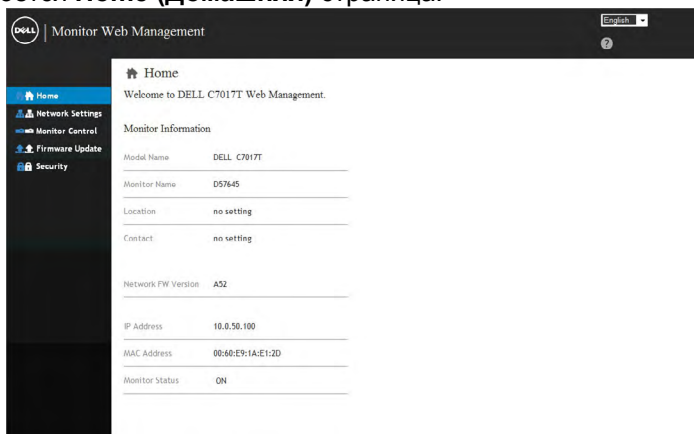 Home (Домашняя) страница.
DELL Monitor Web Management
English
?
Home
Welcome to DELL C7017T Web Management.
Home
Network Settings
Monitor Control
Firmware Update
Security
Monitor Information
Model Name DELL C7017T
Monitor Name D57645
Location no setting
Contact no setting
Network FW Version A52
IP Address 10.0.50.100
MAC Address 00:60:E9:1A:E1:2D
Monitor Status ON